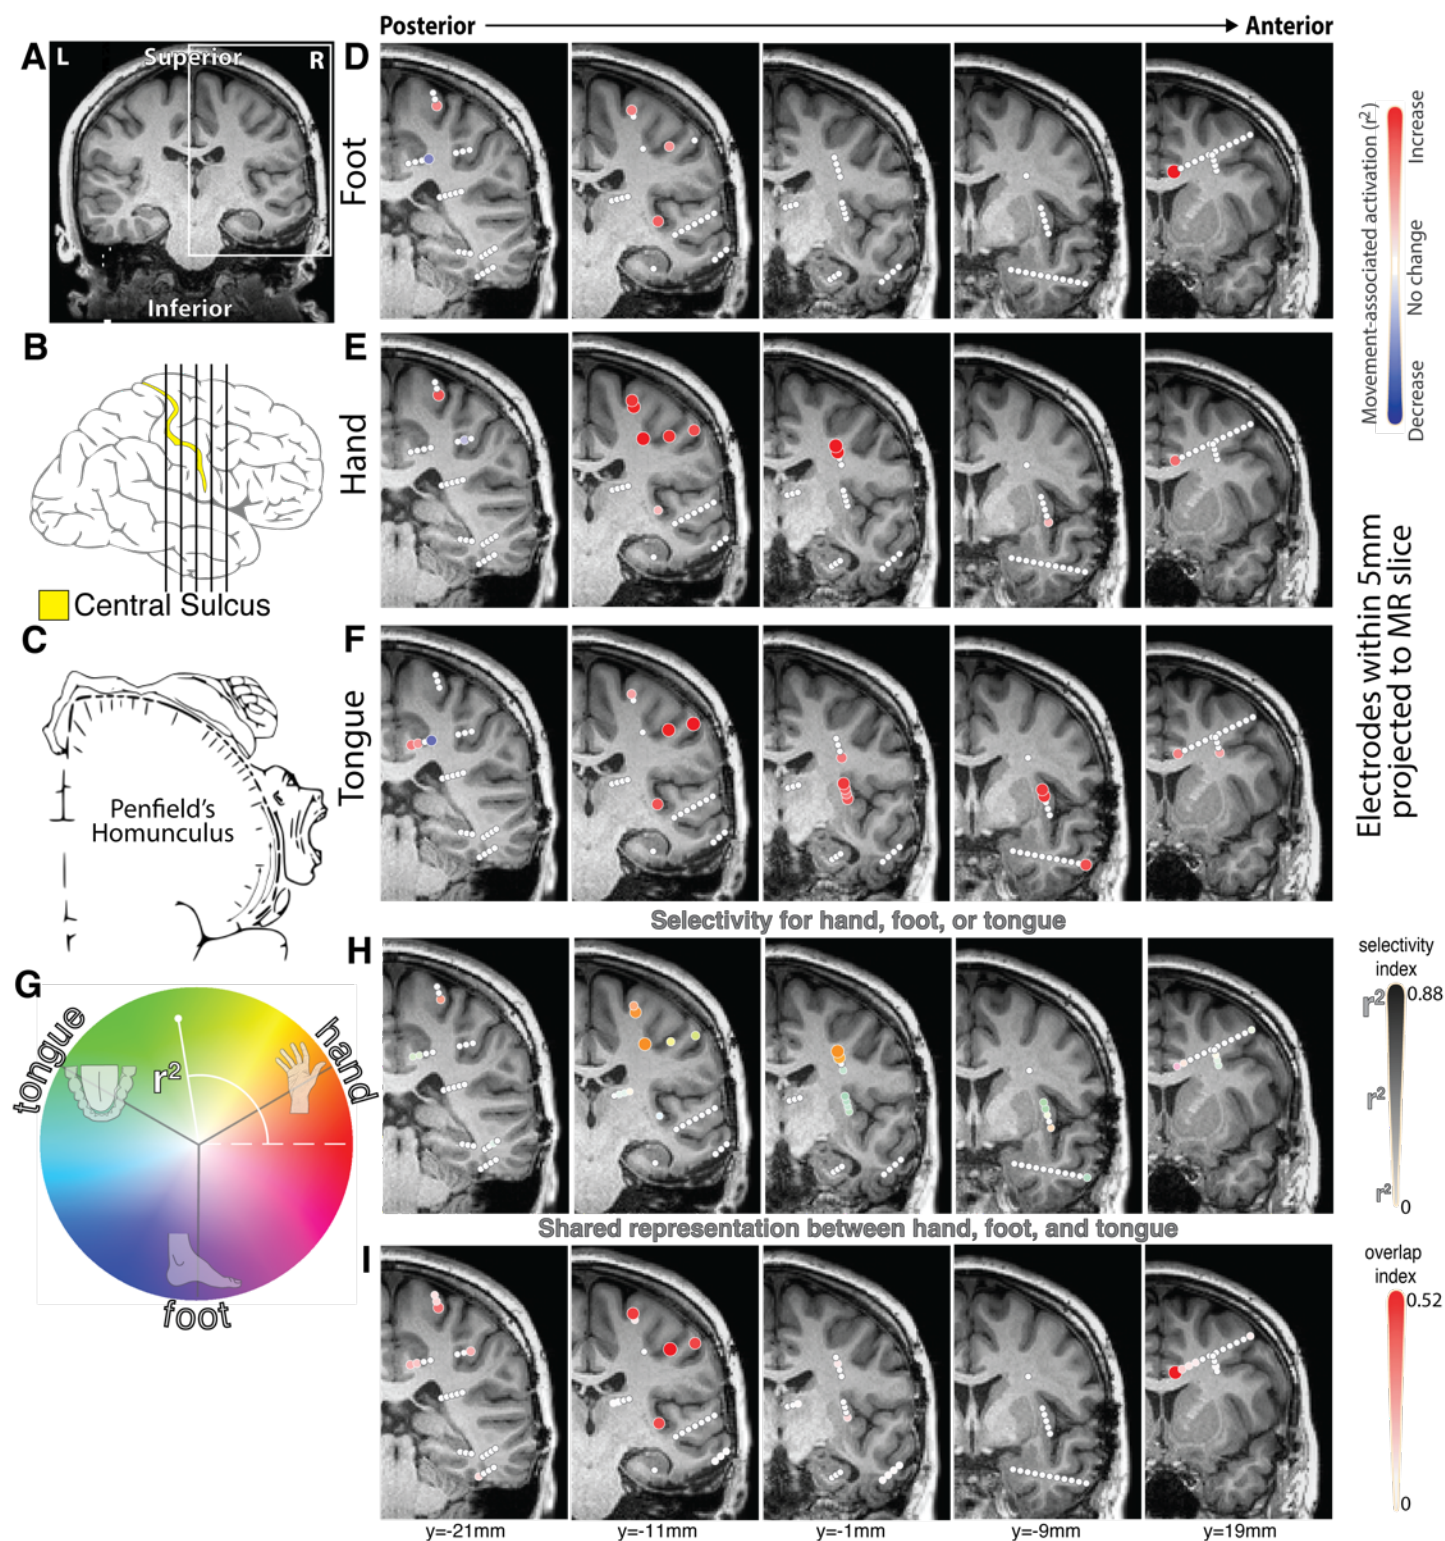 Posterior
Anterior
A
L
Superior
R
Inferior
D
Foot
Movement-associated activation (r²)
Increase
No change
Decrease
B
Central Sulcus
E
Hand
Electrodes within 5mm
projected to MR slice
C
Penfield's
Homunculus
F
Tongue
Selectivity for hand, foot, or tongue
G
tongue
hand
foot
r²
H
selectivity
index
r²
0.88
r²
r²
0
Shared representation between hand, foot, and tongue
I
overlap
index
0.52
0
y=-21mm
y=-11mm
y=-1mm
y=-9mm
y=19mm